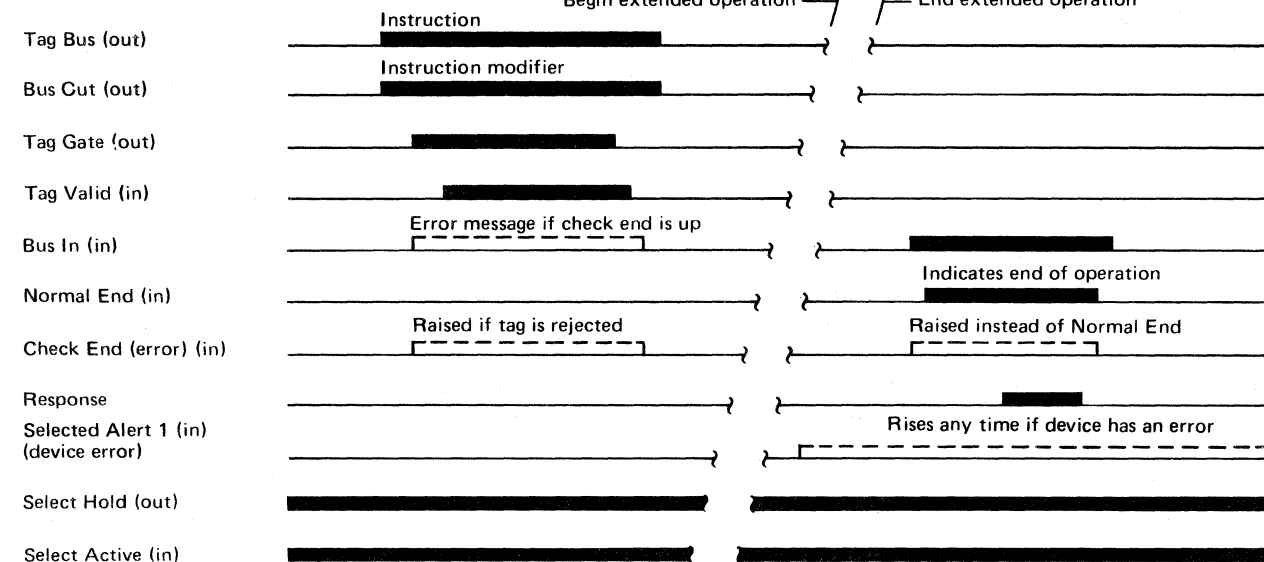 Begin extended operation
End extended operation
Instruction
Tag Bus (out)
Instruction modifier
Bus Out (out)
Tag Gate (out)
Tag Valid (in)
Error message if check end is up
Bus In (in)
Indicates end of operation
Normal End (in)
Raised if tag is rejected
Raised instead of Normal End
Check End (error) (in)
Response
Rises any time if device has an error
Selected Alert 1 (in)
(device error)
Select Hold (out)
Select Active (in)